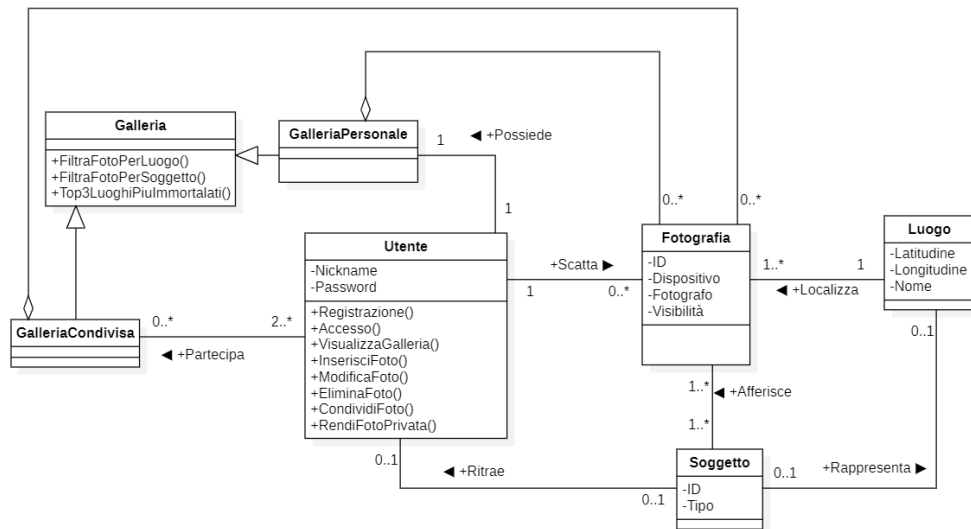 Galleria
+FiltraFotoPerLuogo()
+FiltraFotoPerSoggetto()
+Top3LuoghiPiuImmortalati()
GalleriaPersonale
1
◄ +Possiede
1
0..*
0..*
Utente
-Nickname
-Password
+Registrazione()
+Accesso()
+VisualizzaGalleria()
+InserisciFoto()
+ModificaFoto()
+EliminaFoto()
+CondividiFoto()
+RendiFotoPrivata()
+Scatta ►
1
0..*
Fotografia
-ID
-Dispositivo
-Fotografo
-Visibilità
1..*
1
◄ +Localizza
Luogo
-Latitudine
-Longitudine
-Nome
0..1
GalleriaCondivisa
0..*
2..*
◄ +Partecipa
1..*
◄ +Afferisce
1..*
0..1
◄ +Ritrae
0..1
Soggetto
-ID
-Tipo
0..1
+Rappresenta ►